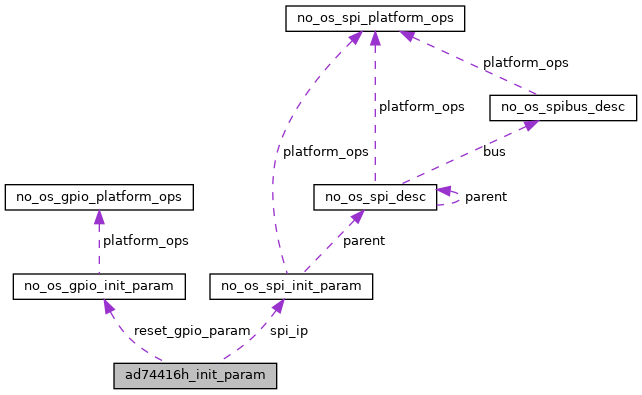 no_os_spi_platform_ops
platform_ops
no_os_spibus_desc
platform_ops
platform_ops
bus
no_os_gpio_platform_ops
no_os_spi_desc
parent
platform_ops
parent
no_os_gpio_init_param
no_os_spi_init_param
reset_gpio_param
spi_ip
ad74416h_init_param